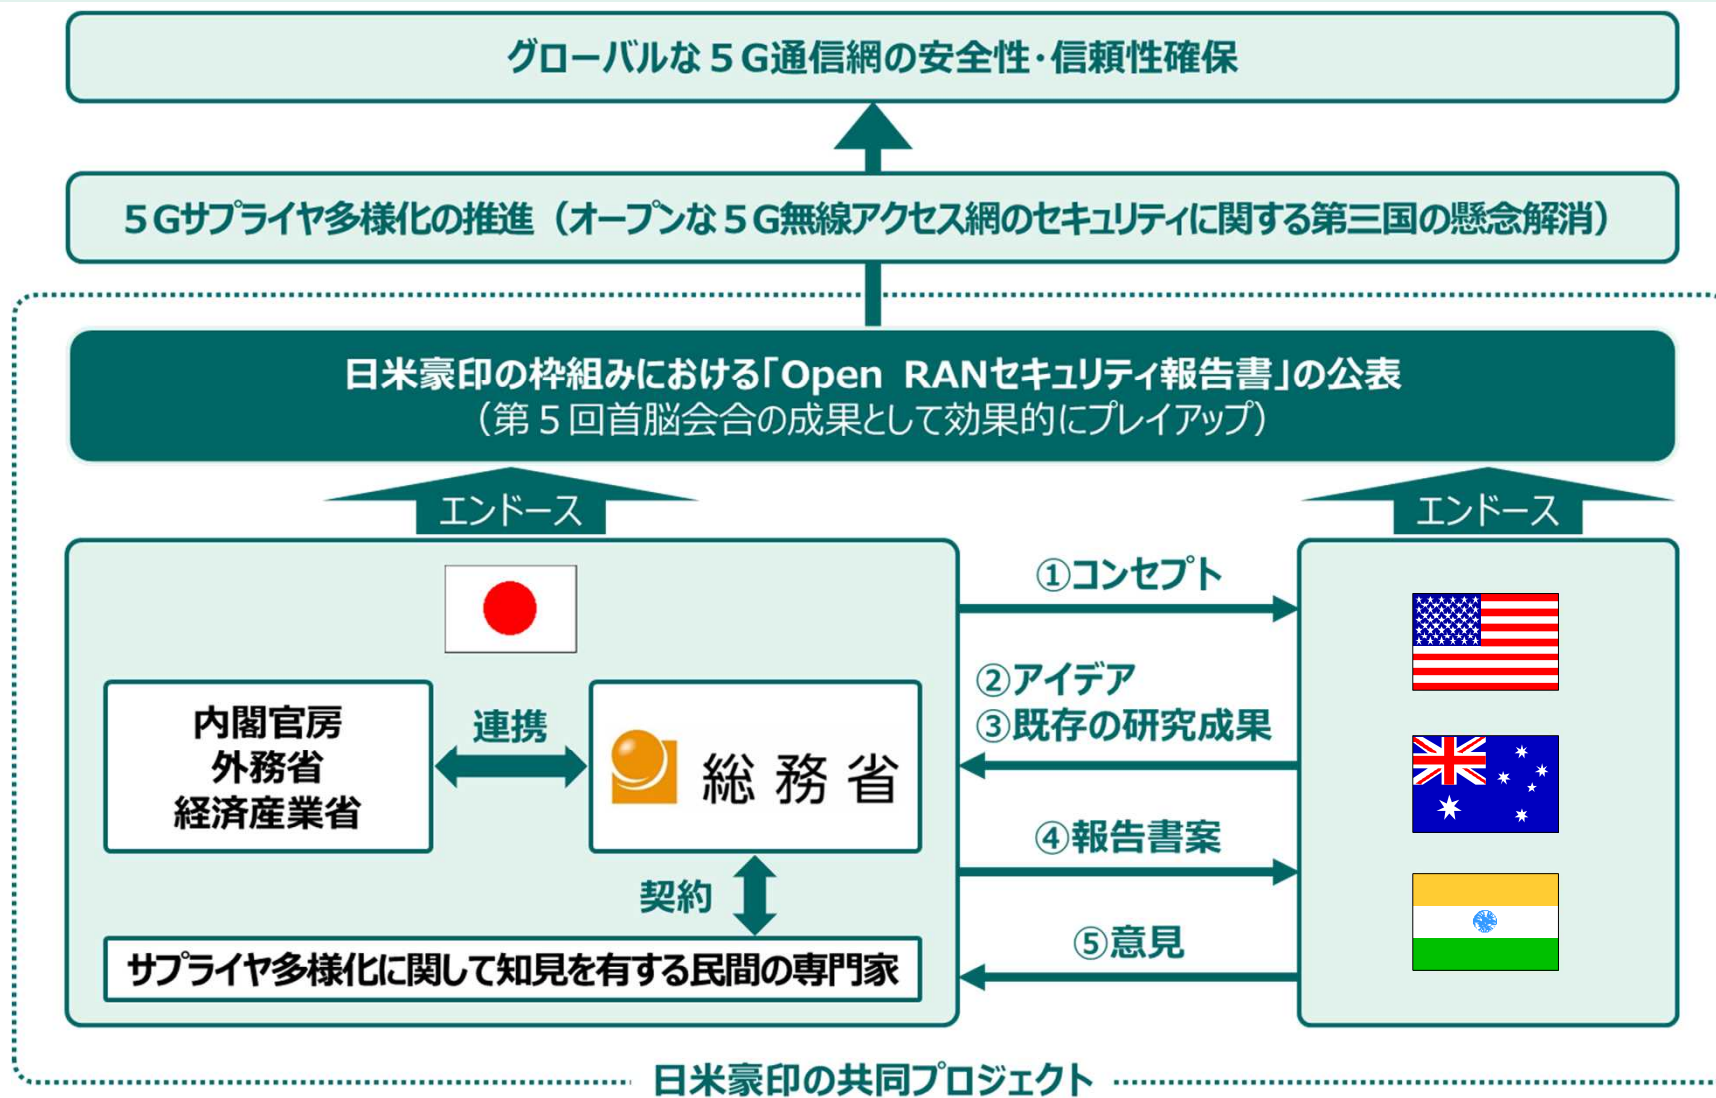 グローバルな５G通信網の安全性・信頼性確保
５Gサプライヤ多様化の推進（オープンな５G無線アクセス網のセキュリティに関する第三国の懸念解消）
日米豪印の枠組みにおける「Open RANセキュリティ報告書」の公表
（第５回首脳会合の成果として効果的にプレイアップ）
エンドース
エンドース
①コンセプト
②アイデア
③既存の研究成果
内閣官房
外務省
経済産業省
連携
総務省
④報告書案
契約
⑤意見
サプライヤ多様化に関して知見を有する民間の専門家
日米豪印の共同プロジェクト